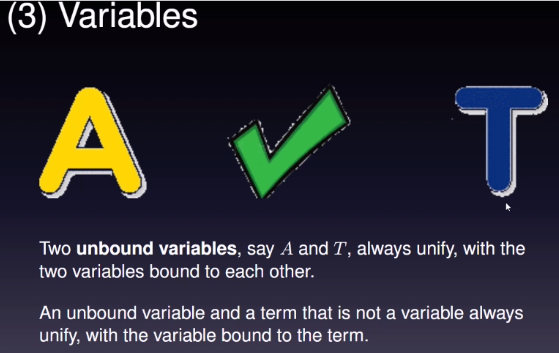 (3) Variables
A T
Two unbound variables, say A and T, always unify, with the
two variables bound to each other.
An unbound variable and a term that is not a variable always
unify, with the variable bound to the term.